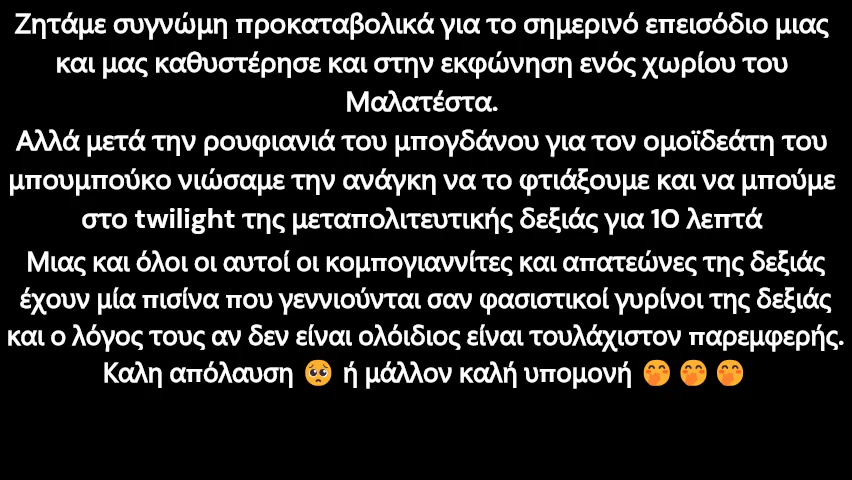 Ζητάμε συγνώμη προκαταβολικά για το σημερινό επεισόδιο μιας
και μας καθυστέρησε και στην εκφώνηση ενός χωρίου του
Μαλατέστα.
Αλλά μετά την ρουφιανιά του μπογδάνου για τον ομοϊδεάτη του
μπουμπούκο νιώσαμε την ανάγκη να το φτιάξουμε και να μπούμε
στο twilight της μεταπολιτευτικής δεξιάς για 10 λεπτά
Μιας και όλοι οι αυτοί οι κομπογιαννίτες και απατεώνες της δεξιάς
έχουν μία πισίνα που γεννιούνται σαν φασιστικοί γυρίνοι της δεξιάς
και ο λόγος τους αν δεν είναι ολόιδιος είναι τουλάχιστον παρεμφερής.
Καλη απόλαυση 🥺 ή μάλλον καλή υπομονή 🤭 🤭 🤭